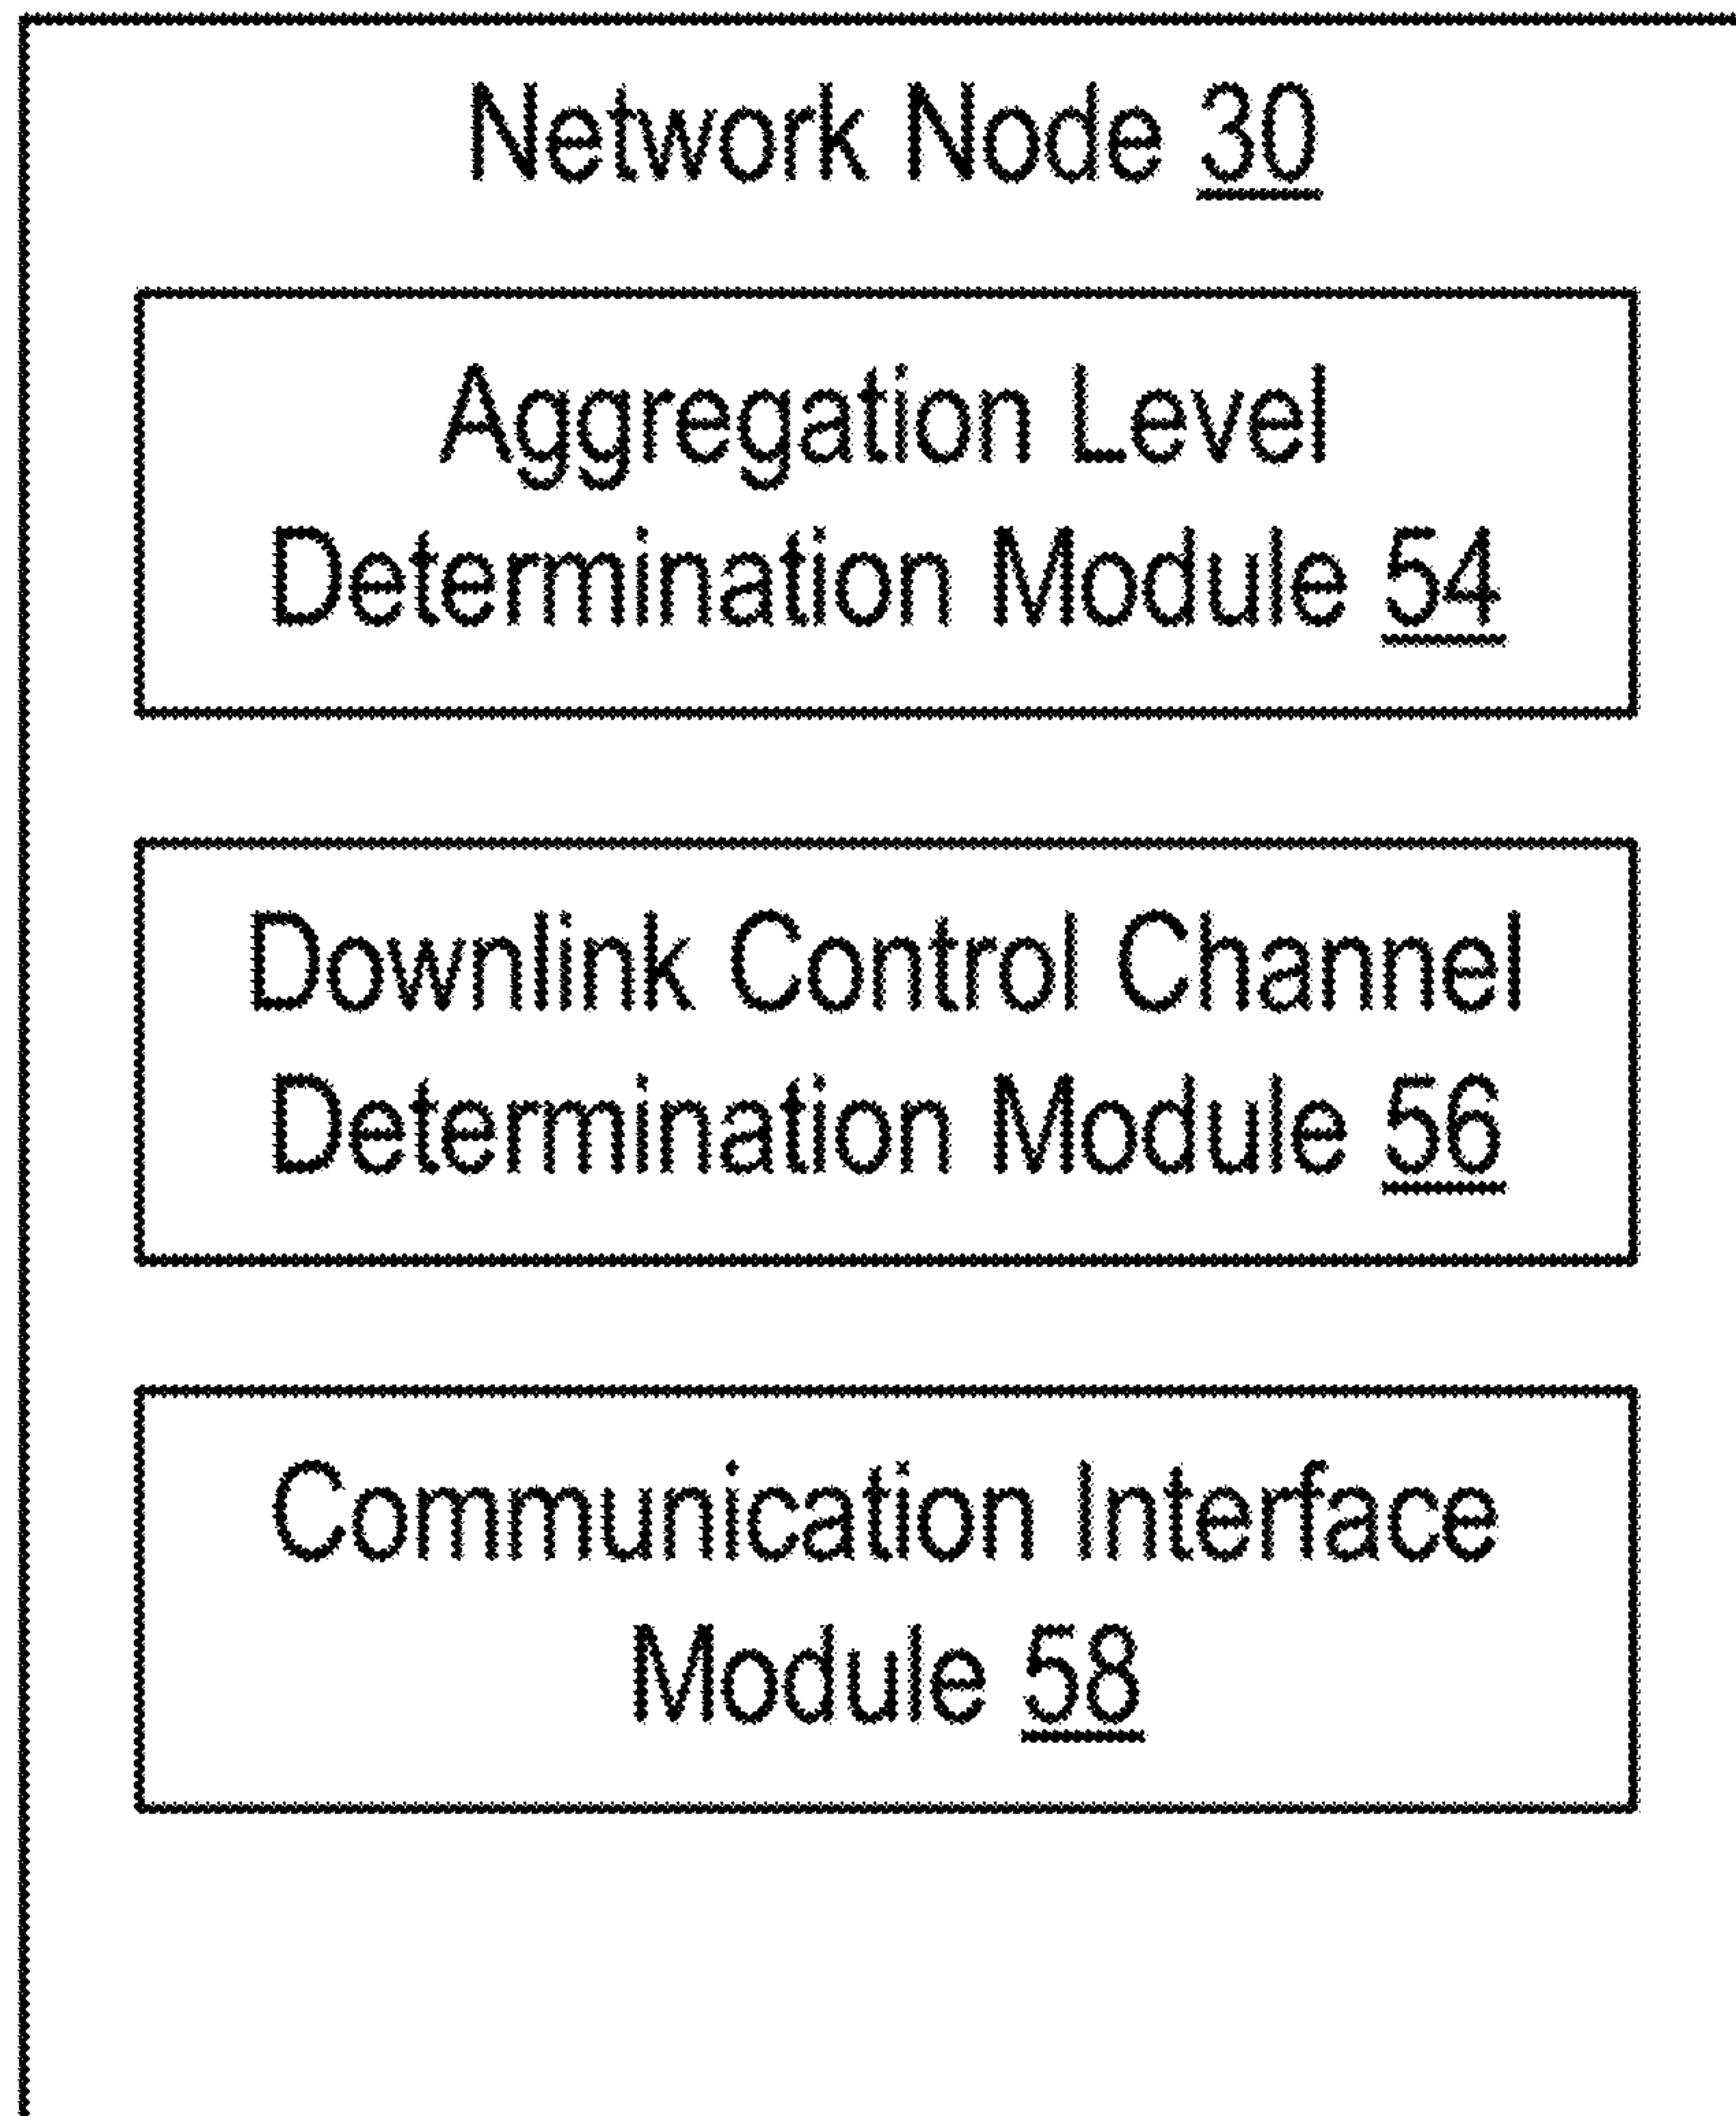 Network Node 30
Aggregation Level
Determination Module 54
Downlink Control Channel
Determination Module 56
Communication Interface
Module 58